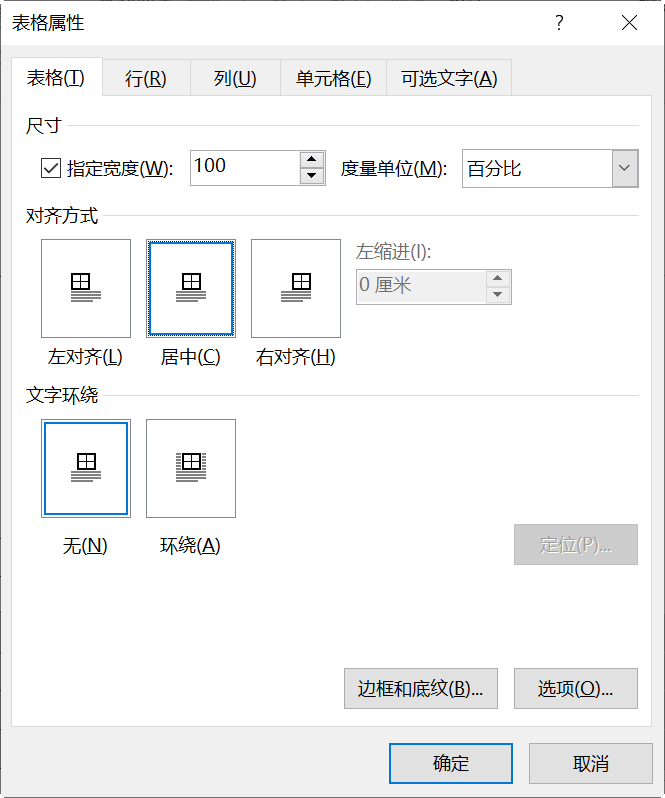 表格属性 ?
表格(T) 行(R) 列(U) 单元格(E) 可选文字(A)
尺寸
指定宽度(W): 100 度量单位(M): 百分比
对齐方式
左缩进(I):
0 厘米
左对齐(L) 居中(C) 右对齐(H)
文字环绕
无(N) 环绕(A)
定位(P)...
边框和底纹(B)... 选项(O)...
确定 取消